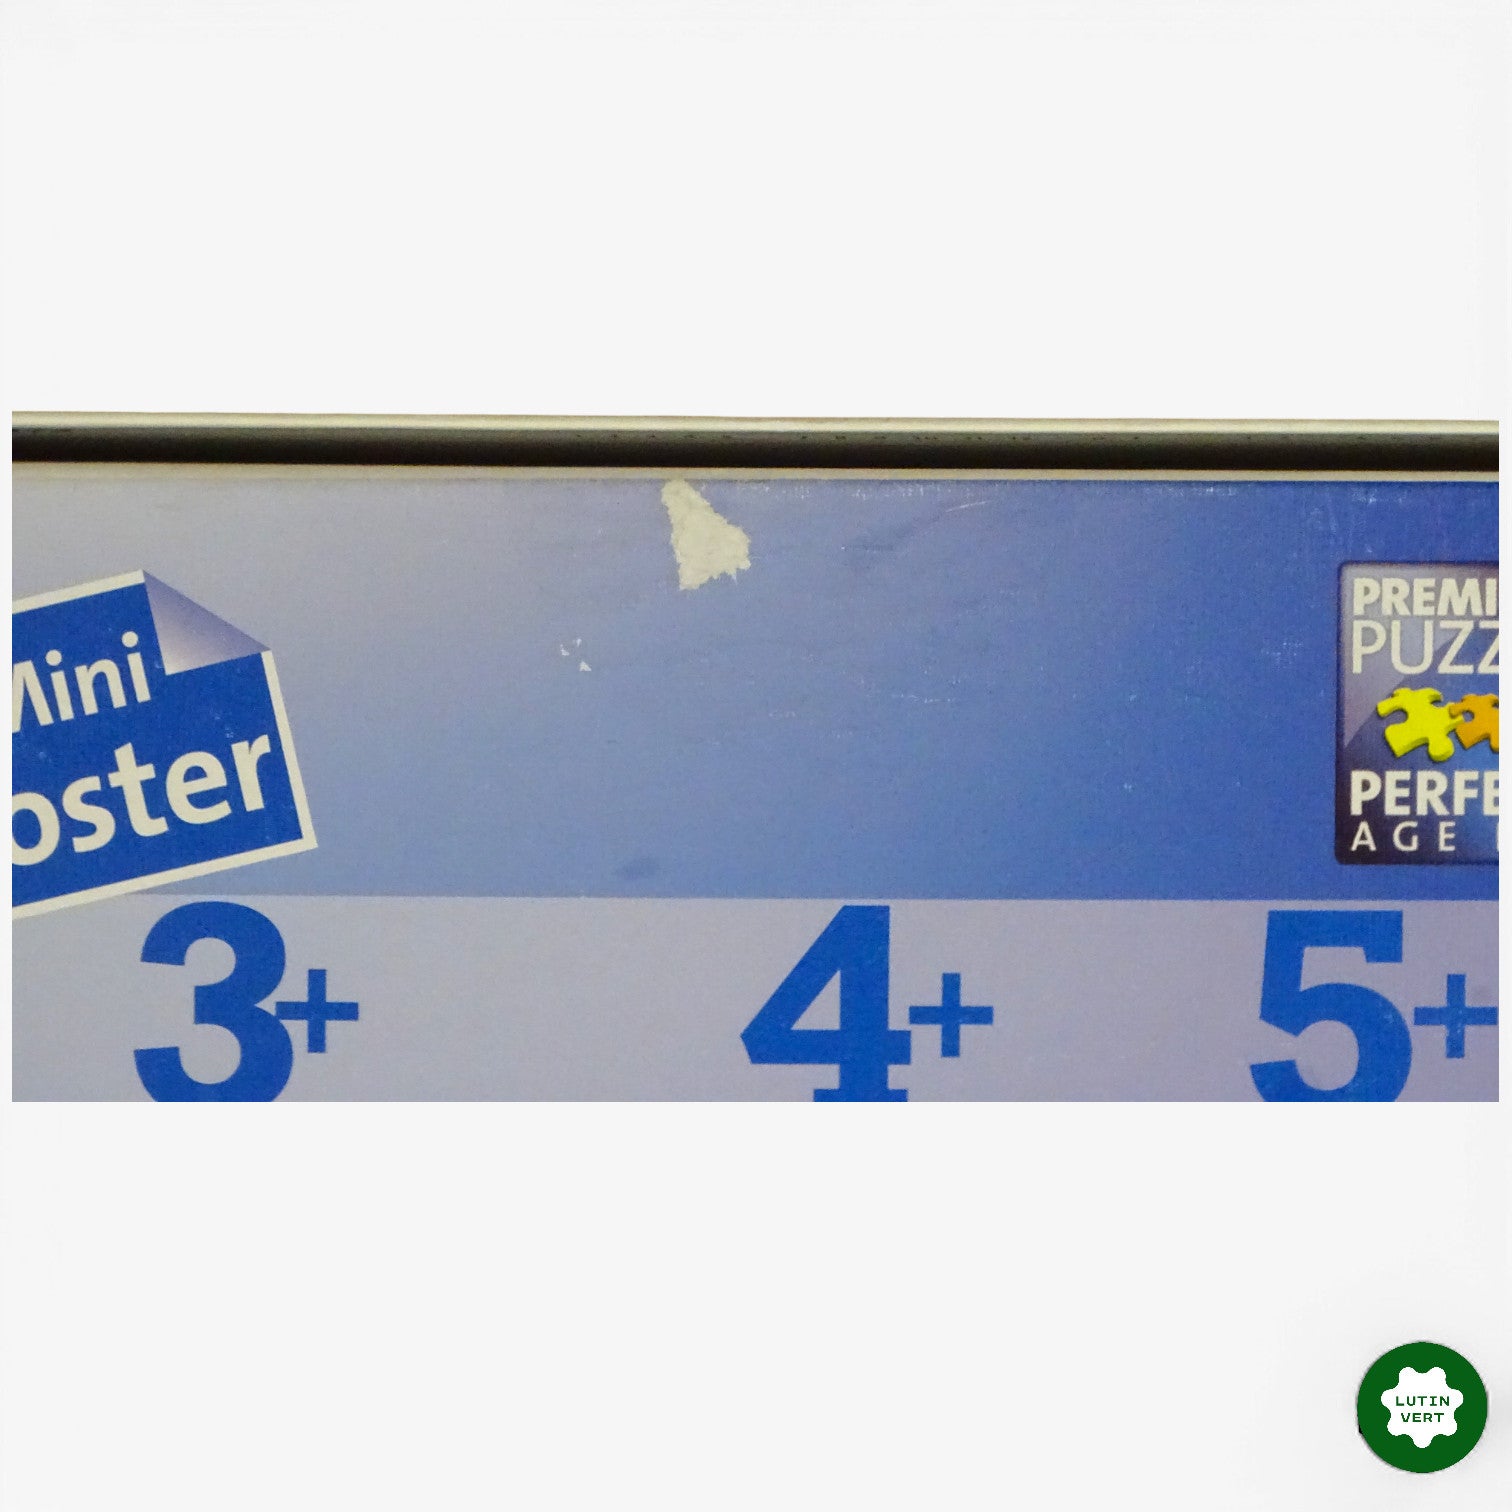 Mini
oster
PREMI
PUZZ
PERFE
AGE
3+
4+
5+
LUTIN
VERT